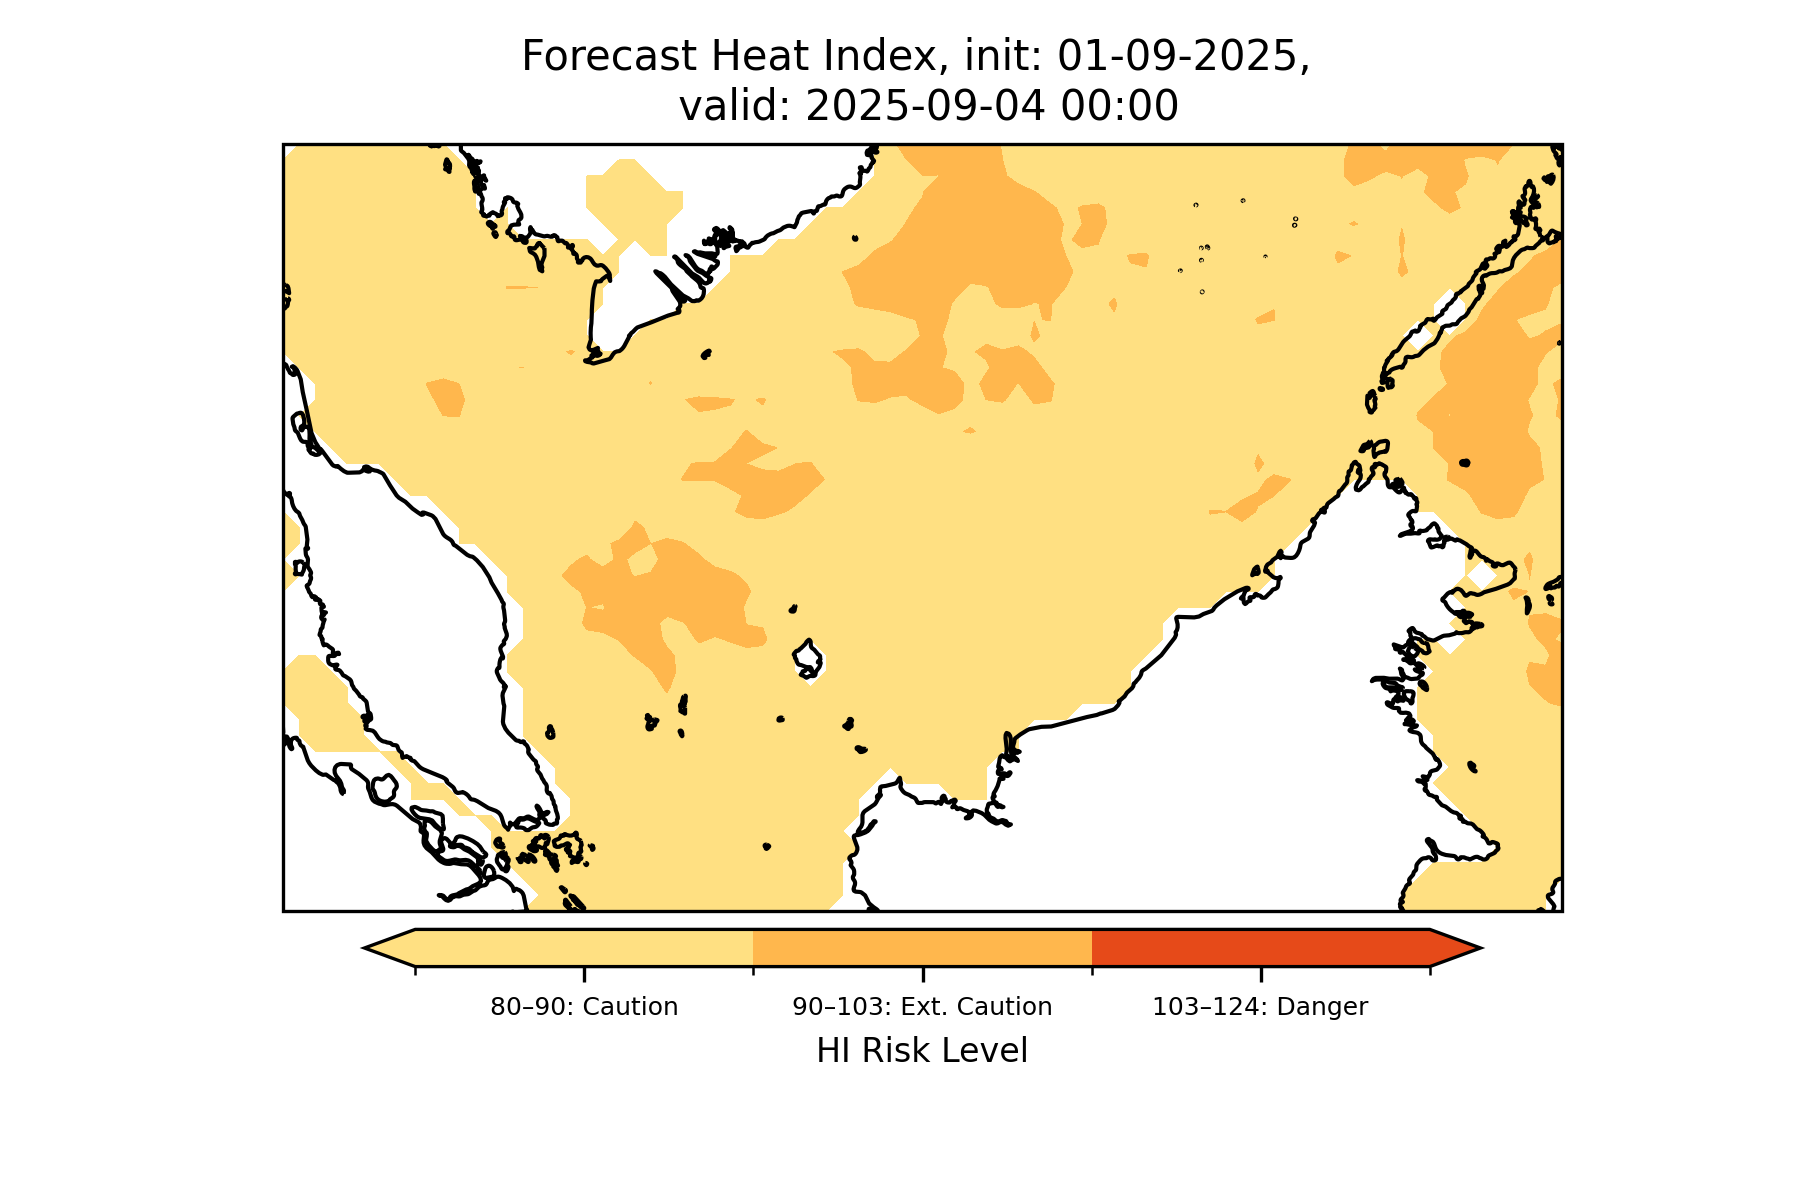 Forecast Heat Index, init: 01-09-2025,
valid: 2025-09-04 00:00
80–90: Caution
90–103: Ext. Caution
103–124: Danger
HI Risk Level